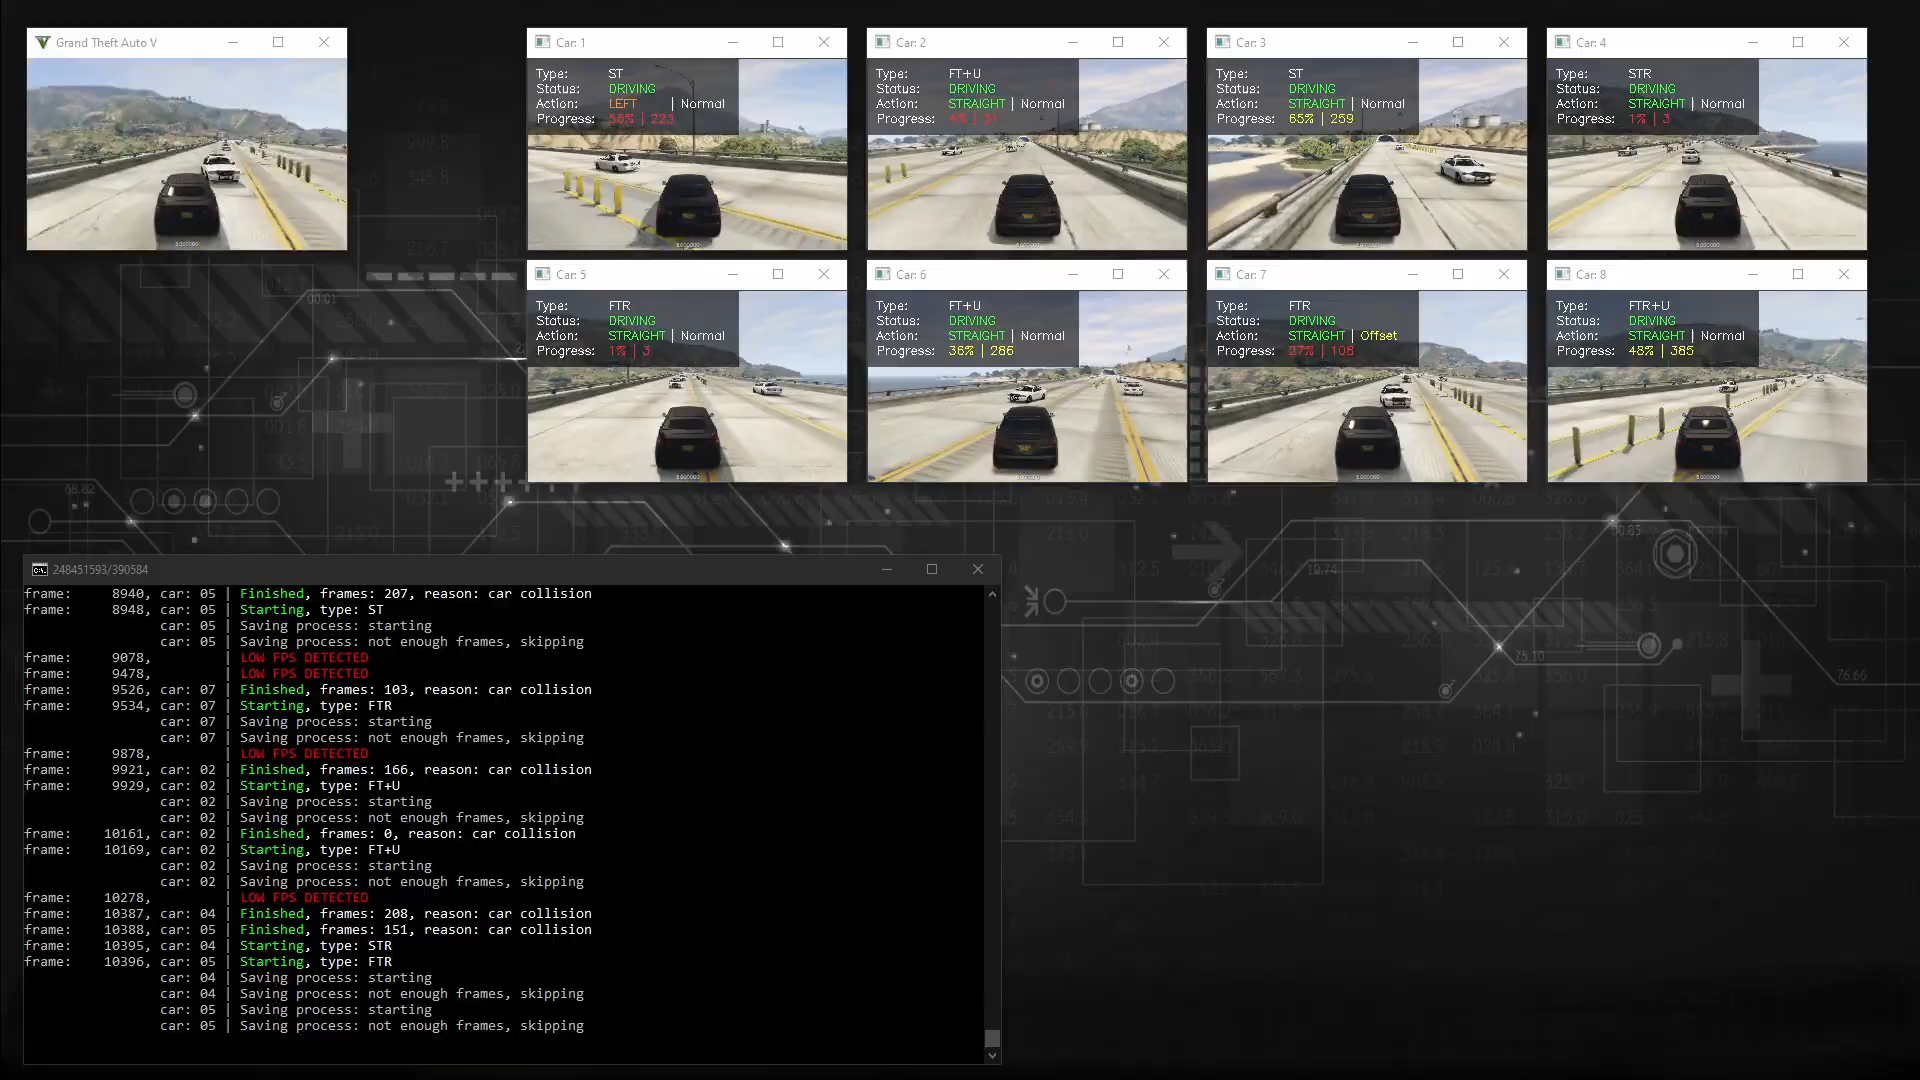 Grand Theft Auto V
Car: 1
Type: ST
Status: DRIVING
Action: LEFT | Normal
Progress: 56% | 223
Car: 2
Type: FT+U
Status: DRIVING
Action: STRAIGHT | Normal
Progress:
Car: 3
Type: ST
Status: DRIVING
Action: STRAIGHT | Normal
Progress: 65% | 259
Car: 4
Type: STR
Status: DRIVING
Action: STRAIGHT | Normal
Progress: 1% | 3
Car: 5
Type: FTR
Status: DRIVING
Action: STRAIGHT | Normal
Progress: 1% | 3
Car: 6
Type: FT+U
Status: DRIVING
Action: STRAIGHT | Normal
Progress: 36% | 286
Car: 7
Type: FTR
Status: DRIVING
Action: STRAIGHT | Offset
Progress: 27% | 108
Car: 8
Type: FTR+U
Status: DRIVING
Action: STRAIGHT | Normal
Progress: 48% | 385
248451593/390584
frame: 8940, car: 05 | Finished, frames: 207, reason: car collision
frame: 8948, car: 05 | Starting, type: ST
car: 05 | Saving process: starting
car: 05 | Saving process: not enough frames, skipping
frame: 9078, | LOW FPS DETECTED
frame: 9478, | LOW FPS DETECTED
frame: 9526, car: 07 | Finished, frames: 103, reason: car collision
frame: 9534, car: 07 | Starting, type: FTR
car: 07 | Saving process: starting
car: 07 | Saving process: not enough frames, skipping
frame: 9878, | LOW FPS DETECTED
frame: 9921, car: 02 | Finished, frames: 166, reason: car collision
frame: 9929, car: 02 | Starting, type: FT+U
car: 02 | Saving process: starting
car: 02 | Saving process: not enough frames, skipping
frame: 10161, car: 02 | Finished, frames: 0, reason: car collision
frame: 10169, car: 02 | Starting, type: FT+U
car: 02 | Saving process: starting
car: 02 | Saving process: not enough frames, skipping
frame: 10278, | LOW FPS DETECTED
frame: 10387, car: 04 | Finished, frames: 208, reason: car collision
frame: 10388, car: 05 | Finished, frames: 151, reason: car collision
frame: 10395, car: 04 | Starting, type: STR
frame: 10396, car: 05 | Starting, type: FTR
car: 04 | Saving process: starting
car: 04 | Saving process: not enough frames, skipping
car: 05 | Saving process: starting
car: 05 | Saving process: not enough frames, skipping
00.01
68.82
12.74
00.85
75.10
76.66